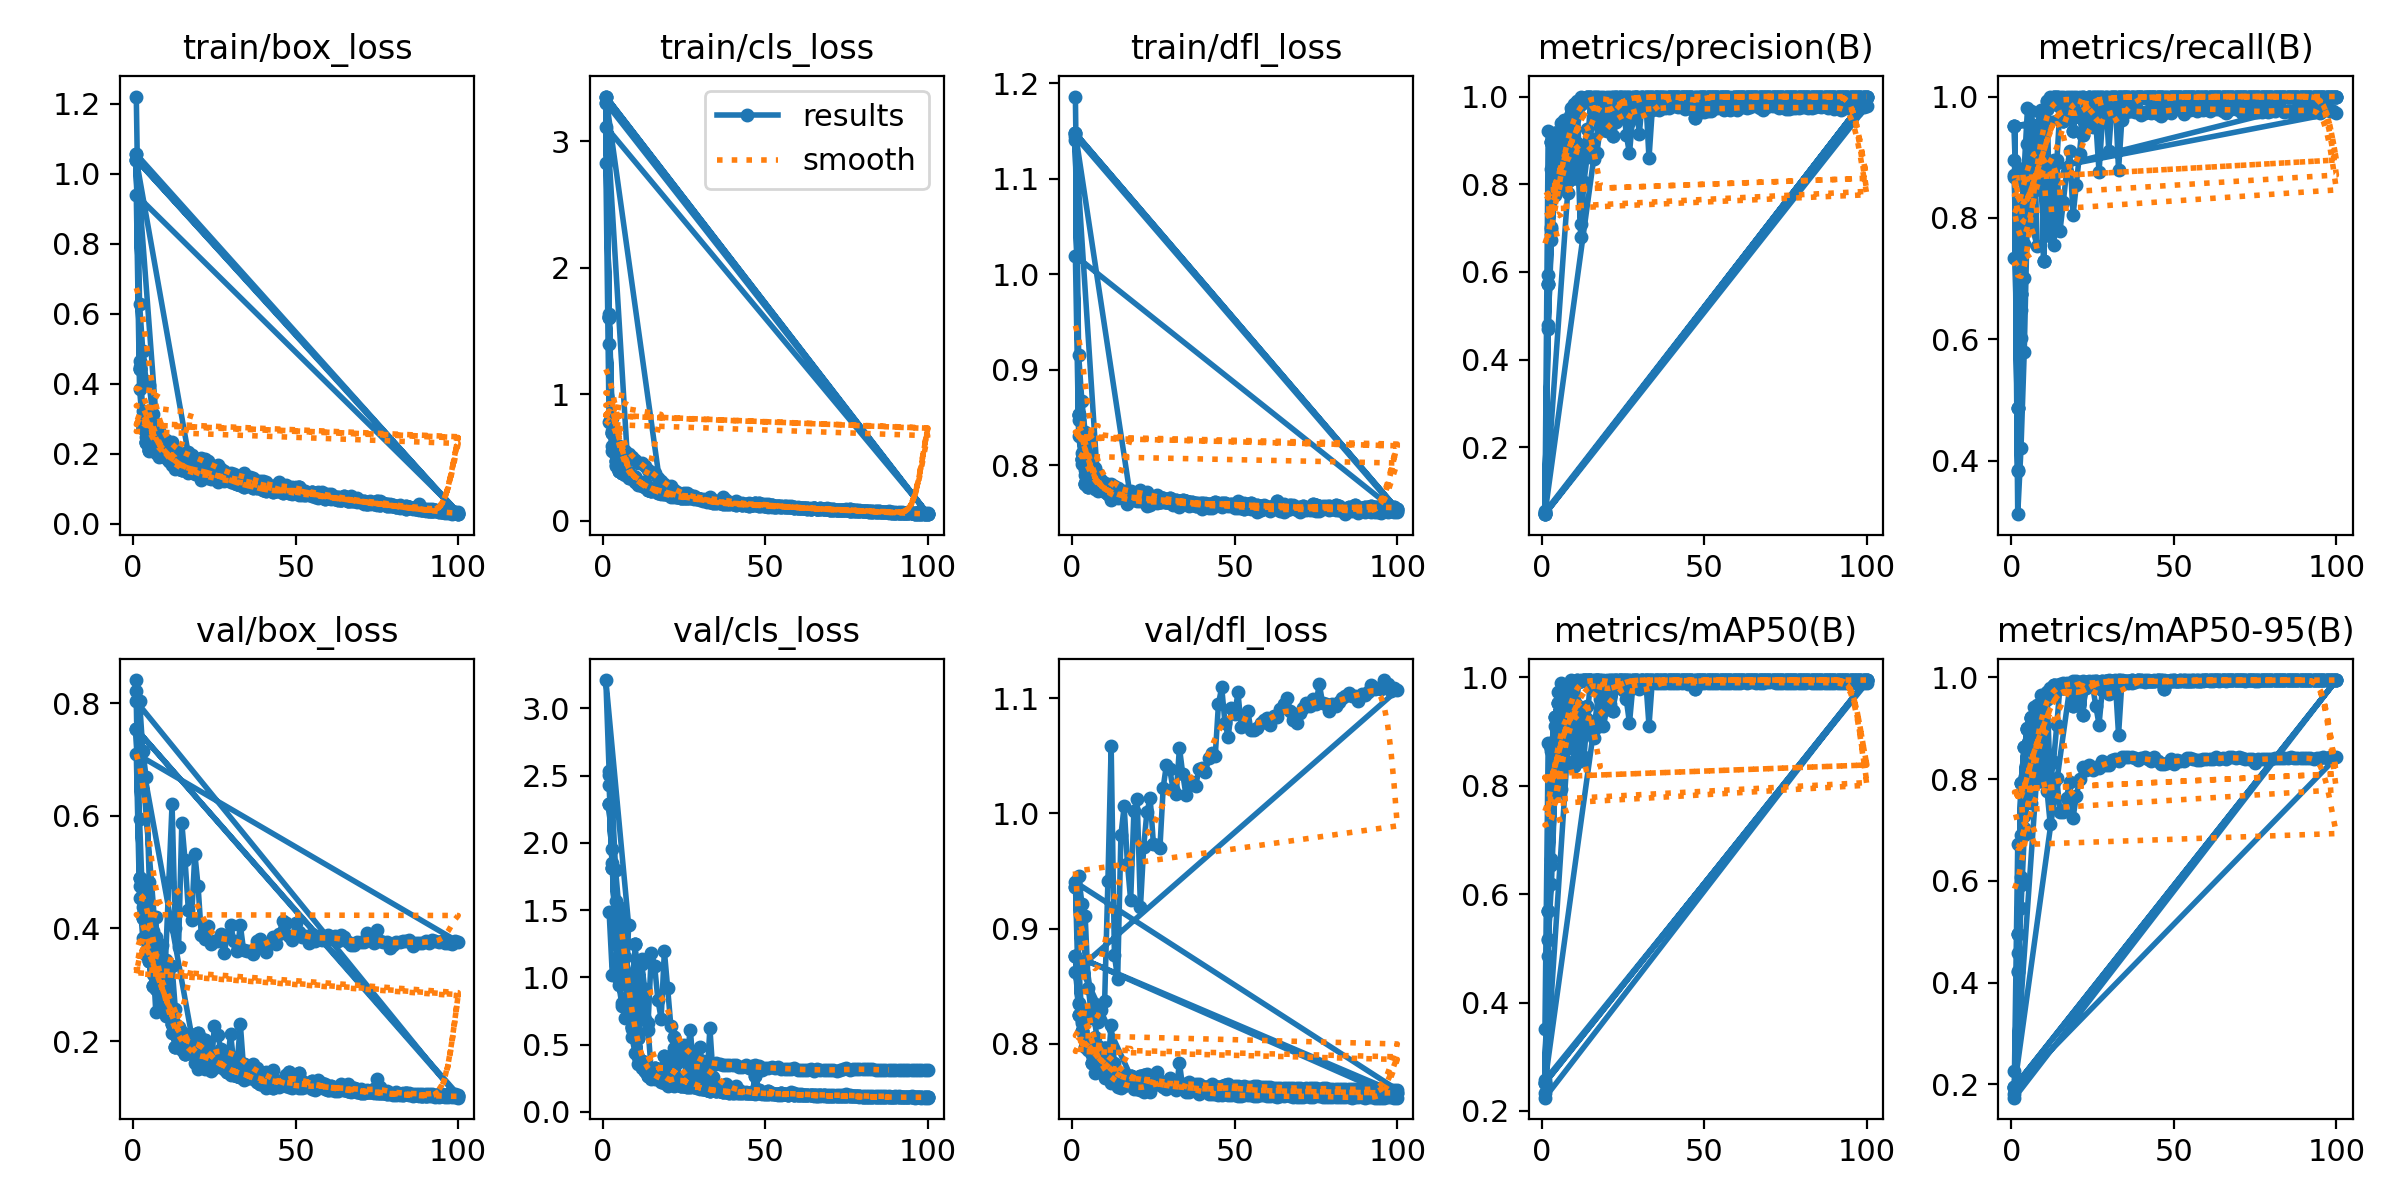 train/box_loss train/cls_loss train/dfl_loss metrics/precision(B) metrics/recall(B)
results
smooth
1.2 1.0 0.8 0.6 0.4 0.2 0.0
0 50 100
3 2 1 0
0 50 100
1.2 1.1 1.0 0.9 0.8
0 50 100
1.0 0.8 0.6 0.4 0.2
0 50 100
1.0 0.8 0.6 0.4
0 50 100
val/box_loss val/cls_loss val/dfl_loss metrics/mAP50(B) metrics/mAP50-95(B)
0.8 0.6 0.4 0.2
0 50 100
3.0 2.5 2.0 1.5 1.0 0.5 0.0
0 50 100
1.1 1.0 0.9 0.8
0 50 100
1.0 0.8 0.6 0.4 0.2
0 50 100
1.0 0.8 0.6 0.4 0.2
0 50 100